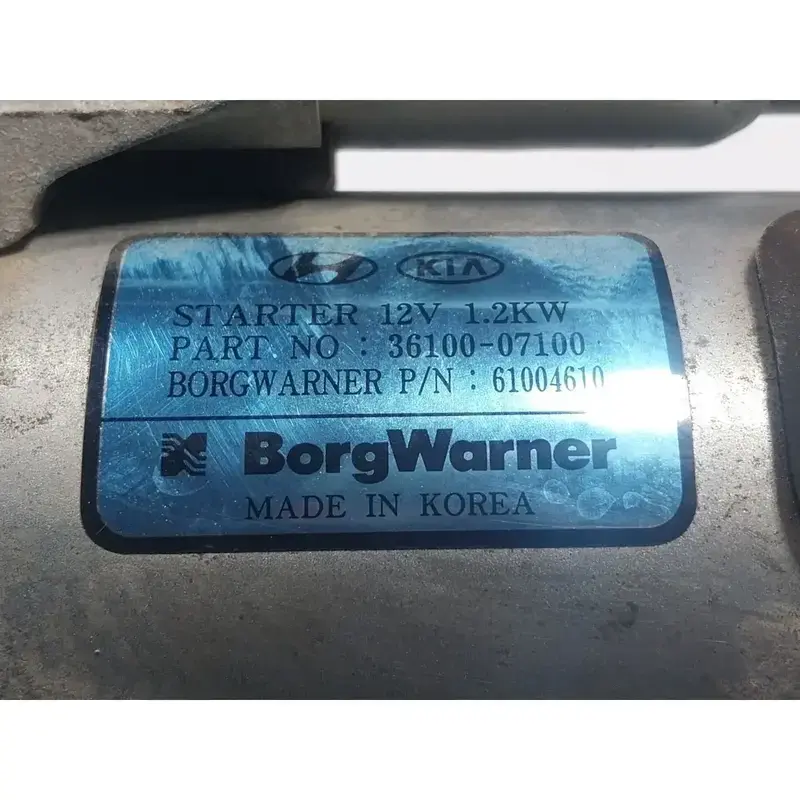 KIA
STARTER 12V 1.2KW
PART NO : 36100-07100
BORGWARNER P/N : 61004610
BorgWarner
MADE IN KOREA